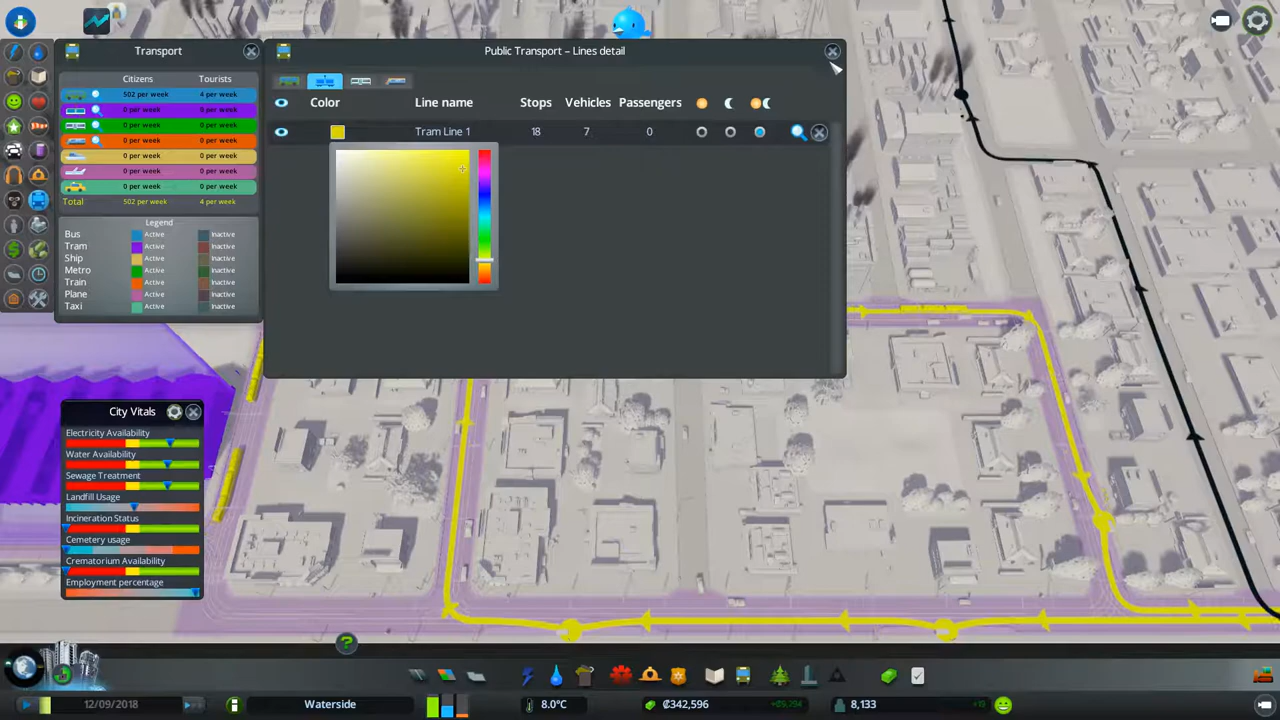 Transport
Citizens Tourists
502 per week 4 per week
0 per week 0 per week
0 per week 0 per week
0 per week 0 per week
0 per week 0 per week
0 per week 0 per week
0 per week 0 per week
Total 502 per week 4 per week
Legend
Bus Active Inactive
Tram Active Inactive
Ship Active Inactive
Metro Active Inactive
Train Active Inactive
Plane Active Inactive
Taxi Active Inactive
Public Transport – Lines detail
Color Line name Stops Vehicles Passengers
Tram Line 1 18 7 0
City Vitals
Electricity Availability
Water Availability
Sewage Treatment
Landfill Usage
Incineration Status
Cemetery usage
Crematorium Availability
Employment percentage
?
12/09/2018 Waterside 8.0°C ₡342,596 8,133